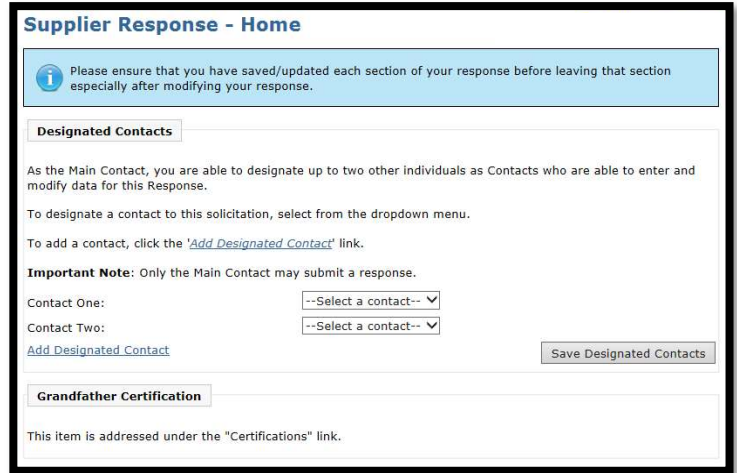 Supplier Response - Home
Please ensure that you have saved/updated each section of your response before leaving that section
especially after modifying your response.
Designated Contacts
As the Main Contact, you are able to designate up to two other individuals as Contacts who are able to enter and
modify data for this Response.
To designate a contact to this solicitation, select from the dropdown menu.
To add a contact, click the 'Add Designated Contact' link.
Important Note: Only the Main Contact may submit a response.
Contact One: --Select a contact--
Contact Two: --Select a contact--
Add Designated Contact Save Designated Contacts
Grandfather Certification
This item is addressed under the "Certifications" link.